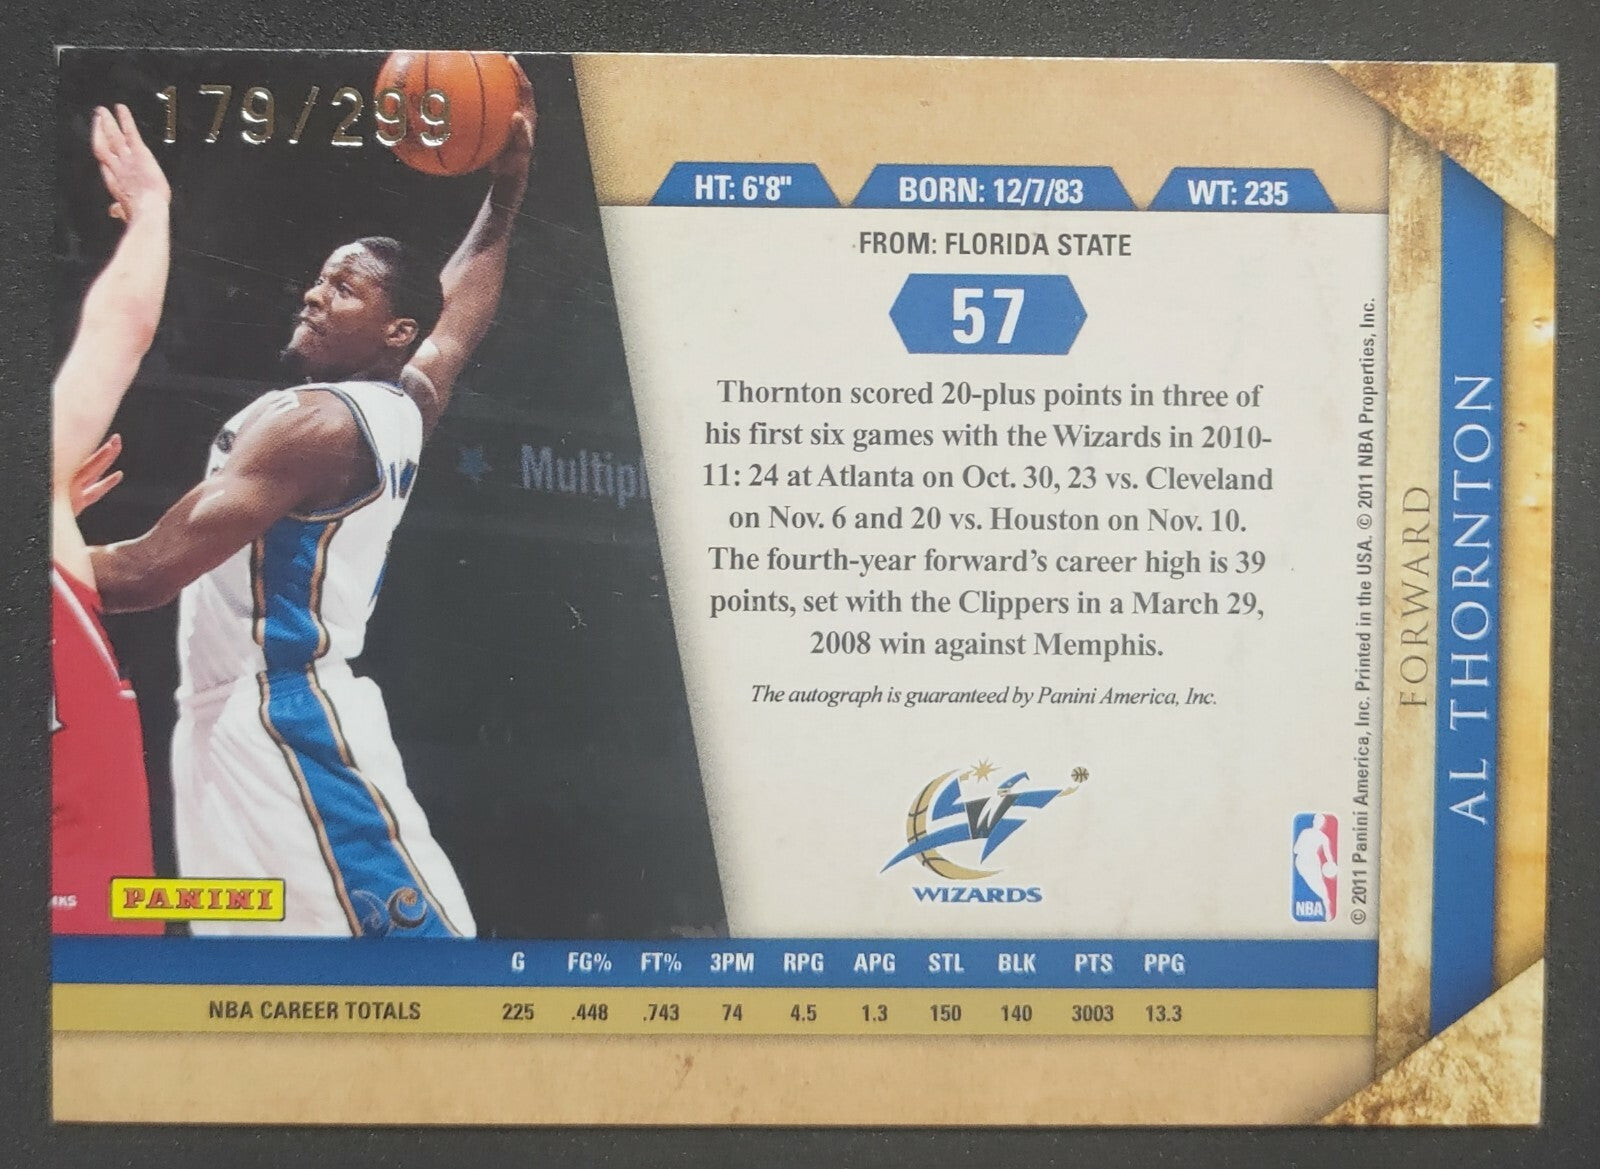 179/299
HT: 6'8" BORN: 12/7/83 WT: 235
FROM: FLORIDA STATE
57
Thornton scored 20-plus points in three of
his first six games with the Wizards in 2010-
11: 24 at Atlanta on Oct. 30, 23 vs. Cleveland
on Nov. 6 and 20 vs. Houston on Nov. 10.
The fourth-year forward's career high is 39
points, set with the Clippers in a March 29,
2008 win against Memphis.
The autograph is guaranteed by Panini America, Inc.
WIZARDS
NBA
© 2011 Panini America, Inc. Printed in the USA. © 2011 NBA Properties, Inc.
FORWARD
AL THORNTON
Multipl
PANINI
G FG% FT% 3PM RPG APG STL BLK PTS PPG
NBA CAREER TOTALS 225 .448 .743 74 4.5 1.3 150 140 3003 13.3